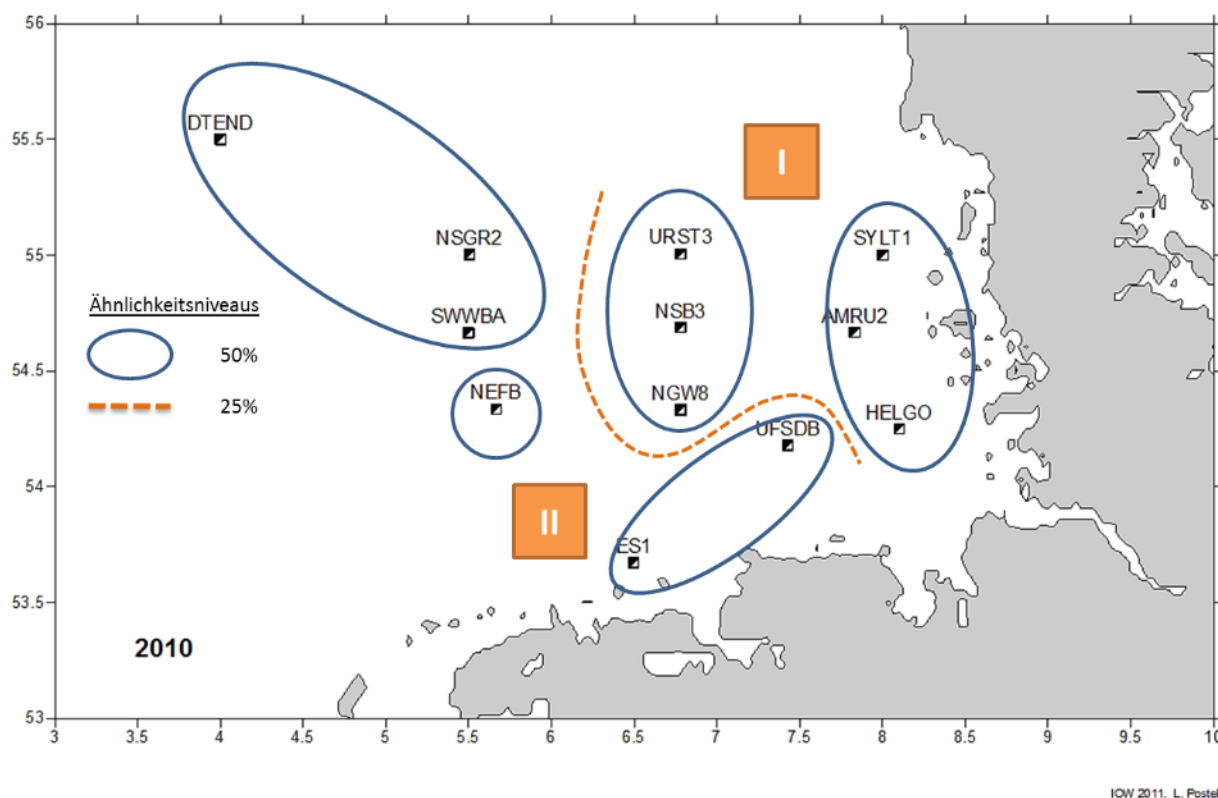 56
DTEND
55.5
I
NSGR2
URST3
SYLT1
55
Ähnlichkeitsniveaus
SWWBA
NSB3
AMRU2
50%
54.5
NEFB
NGW8
25%
HELGO
UFSDB
54
II
ES1
53.5
2010
53
3 3.5 4 4.5 5 5.5 6 6.5 7 7.5 8 8.5 9 9.5 10
IOW 2011, L. Postel